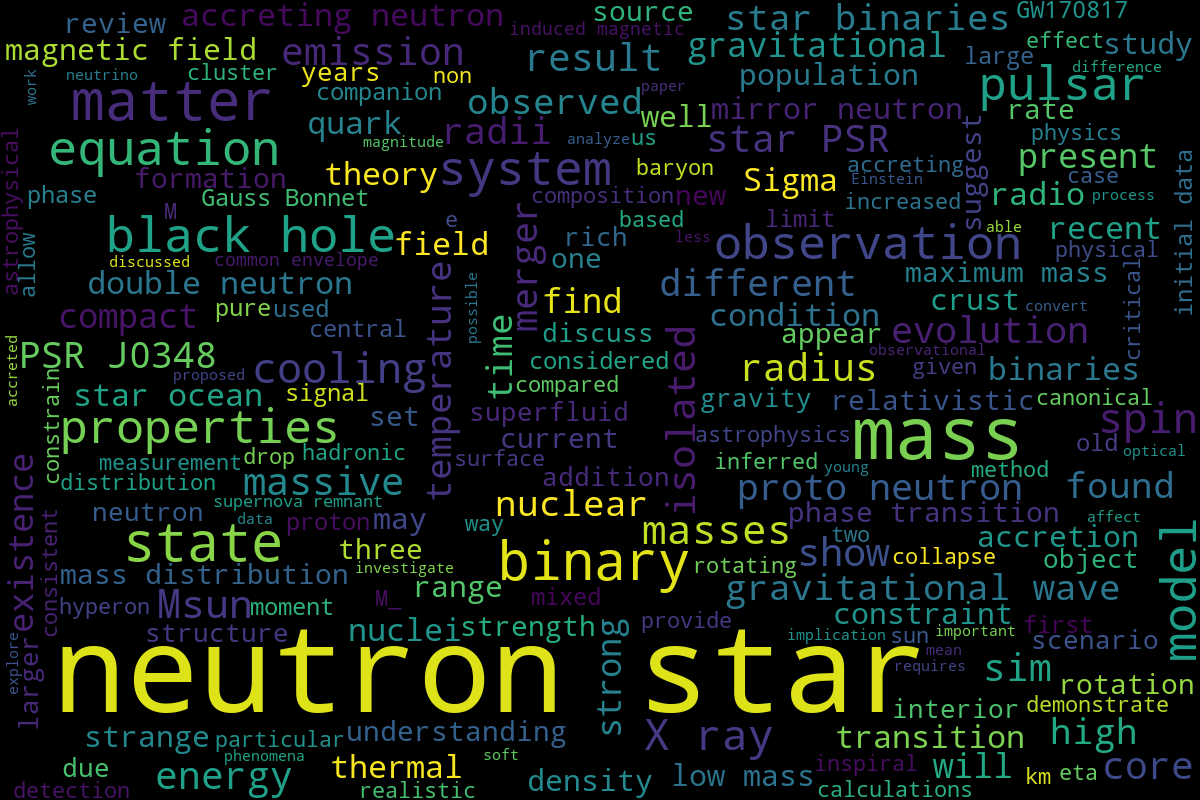 review
accreting neutron
induced magnetic
source
star binaries
GW170817
magnetic field
emission
result
gravitational
large
effect
study
work
neutrino
cluster
years
non
companion
observed
paper
population
difference
pulsar
matter
quark
magnitude
radii
analyze
us
well
mirror neutron
star PSR
rate
physics
equation
formation
theory
system
baryon
Sigma
accreting
Einstein
present
case
astrophysical
phase
Gauss Bonnet
M
composition
new
increased
radio
process
suggest
based
limit
able
recent
initial data
allow
black hole
field
e
merger
rich
less
observation
physical
discussed
common envelope
one
double neutron
temperature
possible
different
maximum mass
critical
compact
pure
used
central
find
condition
crust
convert
time
discuss
appear
evolution
accreted
PSR J0348
proposed
cooling
considered
isolated
radius
observational
given
binaries
constrain
star ocean
signal
compared
gravity
relativistic
canonical
properties
set
superfluid
current
astrophysics
mass
old
spin
optical
measurement
drop
hadronic
surface
inferred
young
method
distribution
massive
addition
proto neutron
found
existence
consistent
supernova remnant
neutron
data
proton
may
way
nuclear
masses
phase transition
affect
state
three
binary
two
show
collapse
accretion
object
model
mass distribution
investigate
range
rotating
gravitational wave
hyperon
Msun
moment
M_
mixed
constraint
structure
nuclei
strength
provide
implication
sun
important
first
scenario
explore
larger
neutron star
strong
mean
requires
sim
rotation
interior
demonstrate
strange
particular
understanding
X ray
transition
high
phenomena
soft
due
energy
thermal
density
low mass
inspiral
will
km
eta
core
detection
realistic
calculations